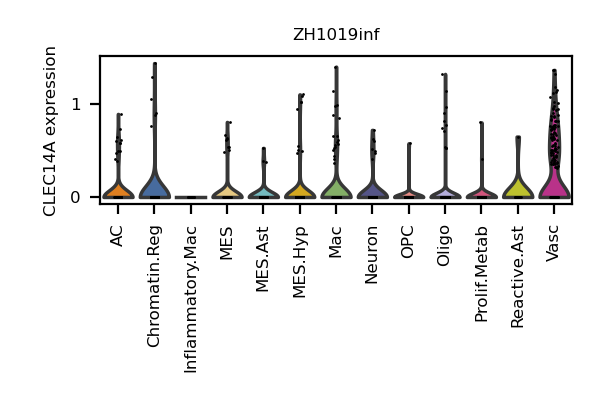 ZH1019inf
CLEC14A expression
1
0
AC
Chromatin.Reg
Inflammatory.Mac
MES
MES.Ast
MES.Hyp
Mac
Neuron
OPC
Oligo
Prolif.Metab
Reactive.Ast
Vasc